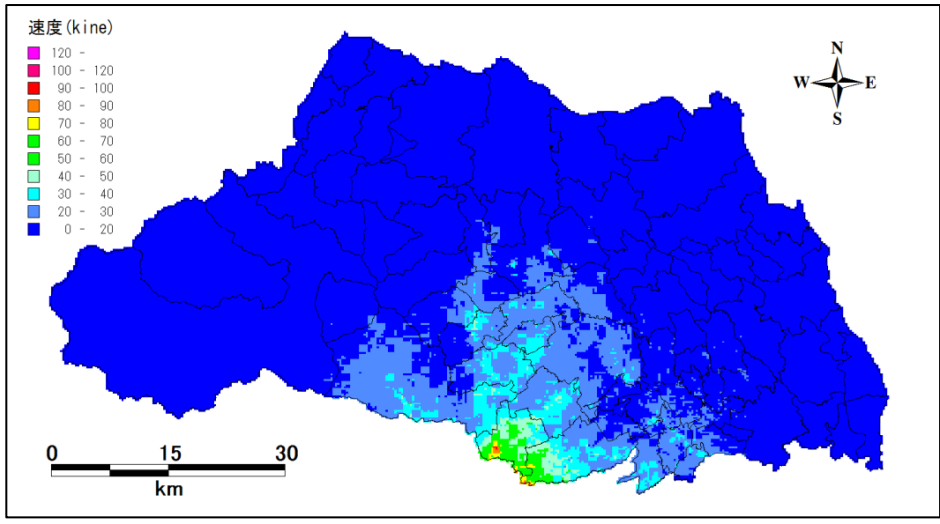 速度(kine)
120 -
100 - 120
90 - 100
80 - 90
70 - 80
60 - 70
50 - 60
40 - 50
30 - 40
20 - 30
0 - 20
N
W E
S
0 15 30
km